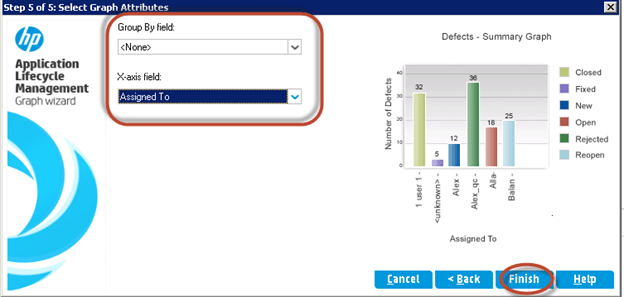 Step 5 of 5: Select Graph Attributes
hp
Application
Lifecycle
Management
Graph wizard
Group By field:
<None>
X-axis field:
Assigned To
Defects - Summary Graph
Number of Defects
40
30
20
10
0
32
5
12
36
18
25
1 user 1 -
<unknown> -
Alex -
Alex_qc -
Alla-
Balan -
Assigned To
Closed
Fixed
New
Open
Rejected
Reopen
Cancel
< Back
Finish
Help